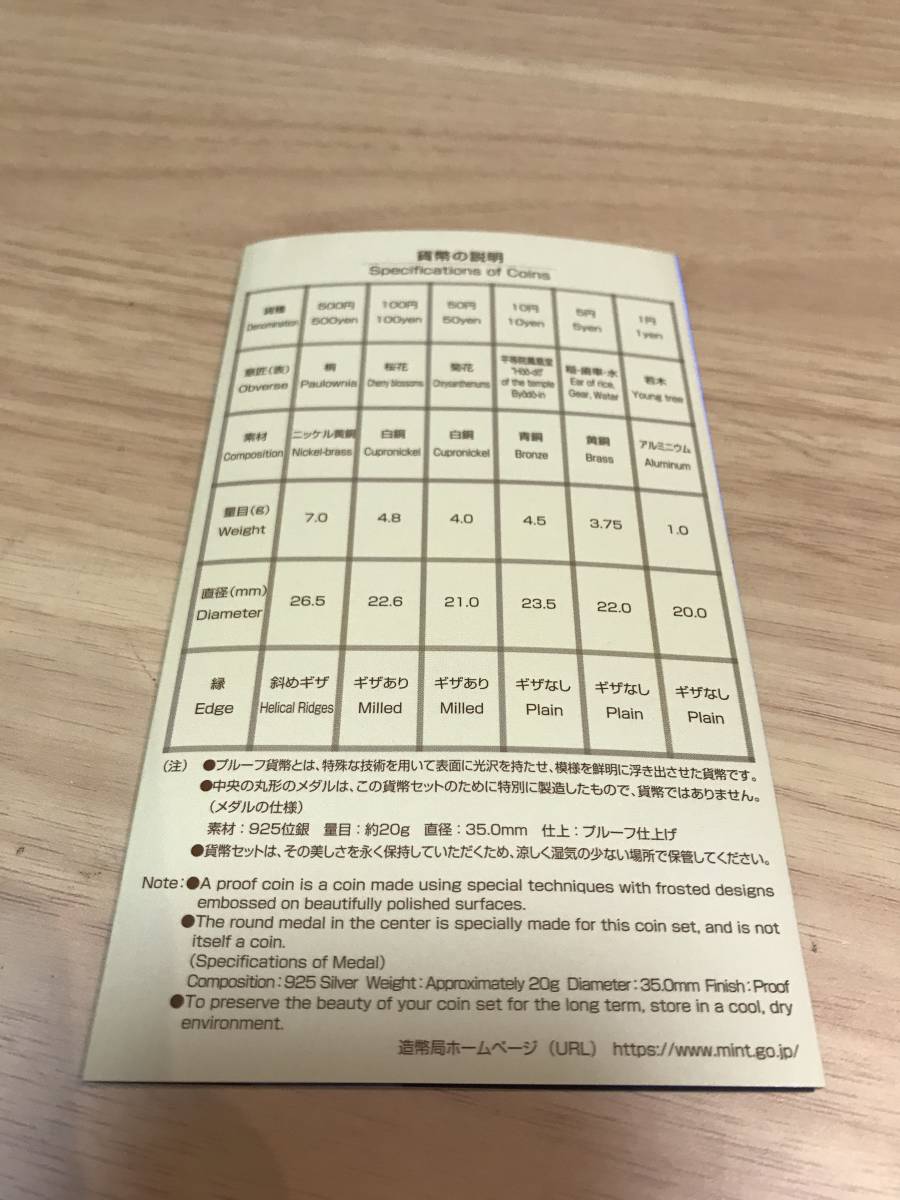 貨幣の説明
Specifications of Coins
貨種 500円 100円 50円 10円 5円 1円
Denomination 500yen 100yen 50yen 10yen 5yen 1yen
意匠(表) 桐 桜花 菊花 平等院鳳凰堂 稲・歯車・水 若木
Obverse Paulownia Cherry blossoms Chrysanthemums "Hōō-dō" of the temple Byōdō-in Ear of rice, Gear, Water Young tree
素材 ニッケル黄銅 白銅 白銅 青銅 黄銅 アルミニウム
Composition Nickel-brass Cupronickel Cupronickel Bronze Brass Aluminum
量目(g) 7.0 4.8 4.0 4.5 3.75 1.0
Weight
直径(mm) 26.5 22.6 21.0 23.5 22.0 20.0
Diameter
縁 斜めギザ ギザあり ギザあり ギザなし ギザなし ギザなし
Edge Helical Ridges Milled Milled Plain Plain Plain
(注) ●プルーフ貨幣とは、特殊な技術を用いて表面に光沢を持たせ、模様を鮮明に浮き出させた貨幣です。
●中央の丸形のメダルは、この貨幣セットのために特別に製造したもので、貨幣ではありません。
(メダルの仕様)
素材:925位銀 量目:約20g 直径:35.0mm 仕上:プルーフ仕上げ
●貨幣セットは、その美しさを永く保持していただくため、涼しく湿気の少ない場所で保管してください。
Note:●A proof coin is a coin made using special techniques with frosted designs
embossed on beautifully polished surfaces.
●The round medal in the center is specially made for this coin set, and is not
itself a coin.
(Specifications of Medal)
Composition:925 Silver Weight:Approximately 20g Diameter:35.0mm Finish:Proof
●To preserve the beauty of your coin set for the long term, store in a cool, dry
environment.
造幣局ホームページ (URL) https://www.mint.go.jp/